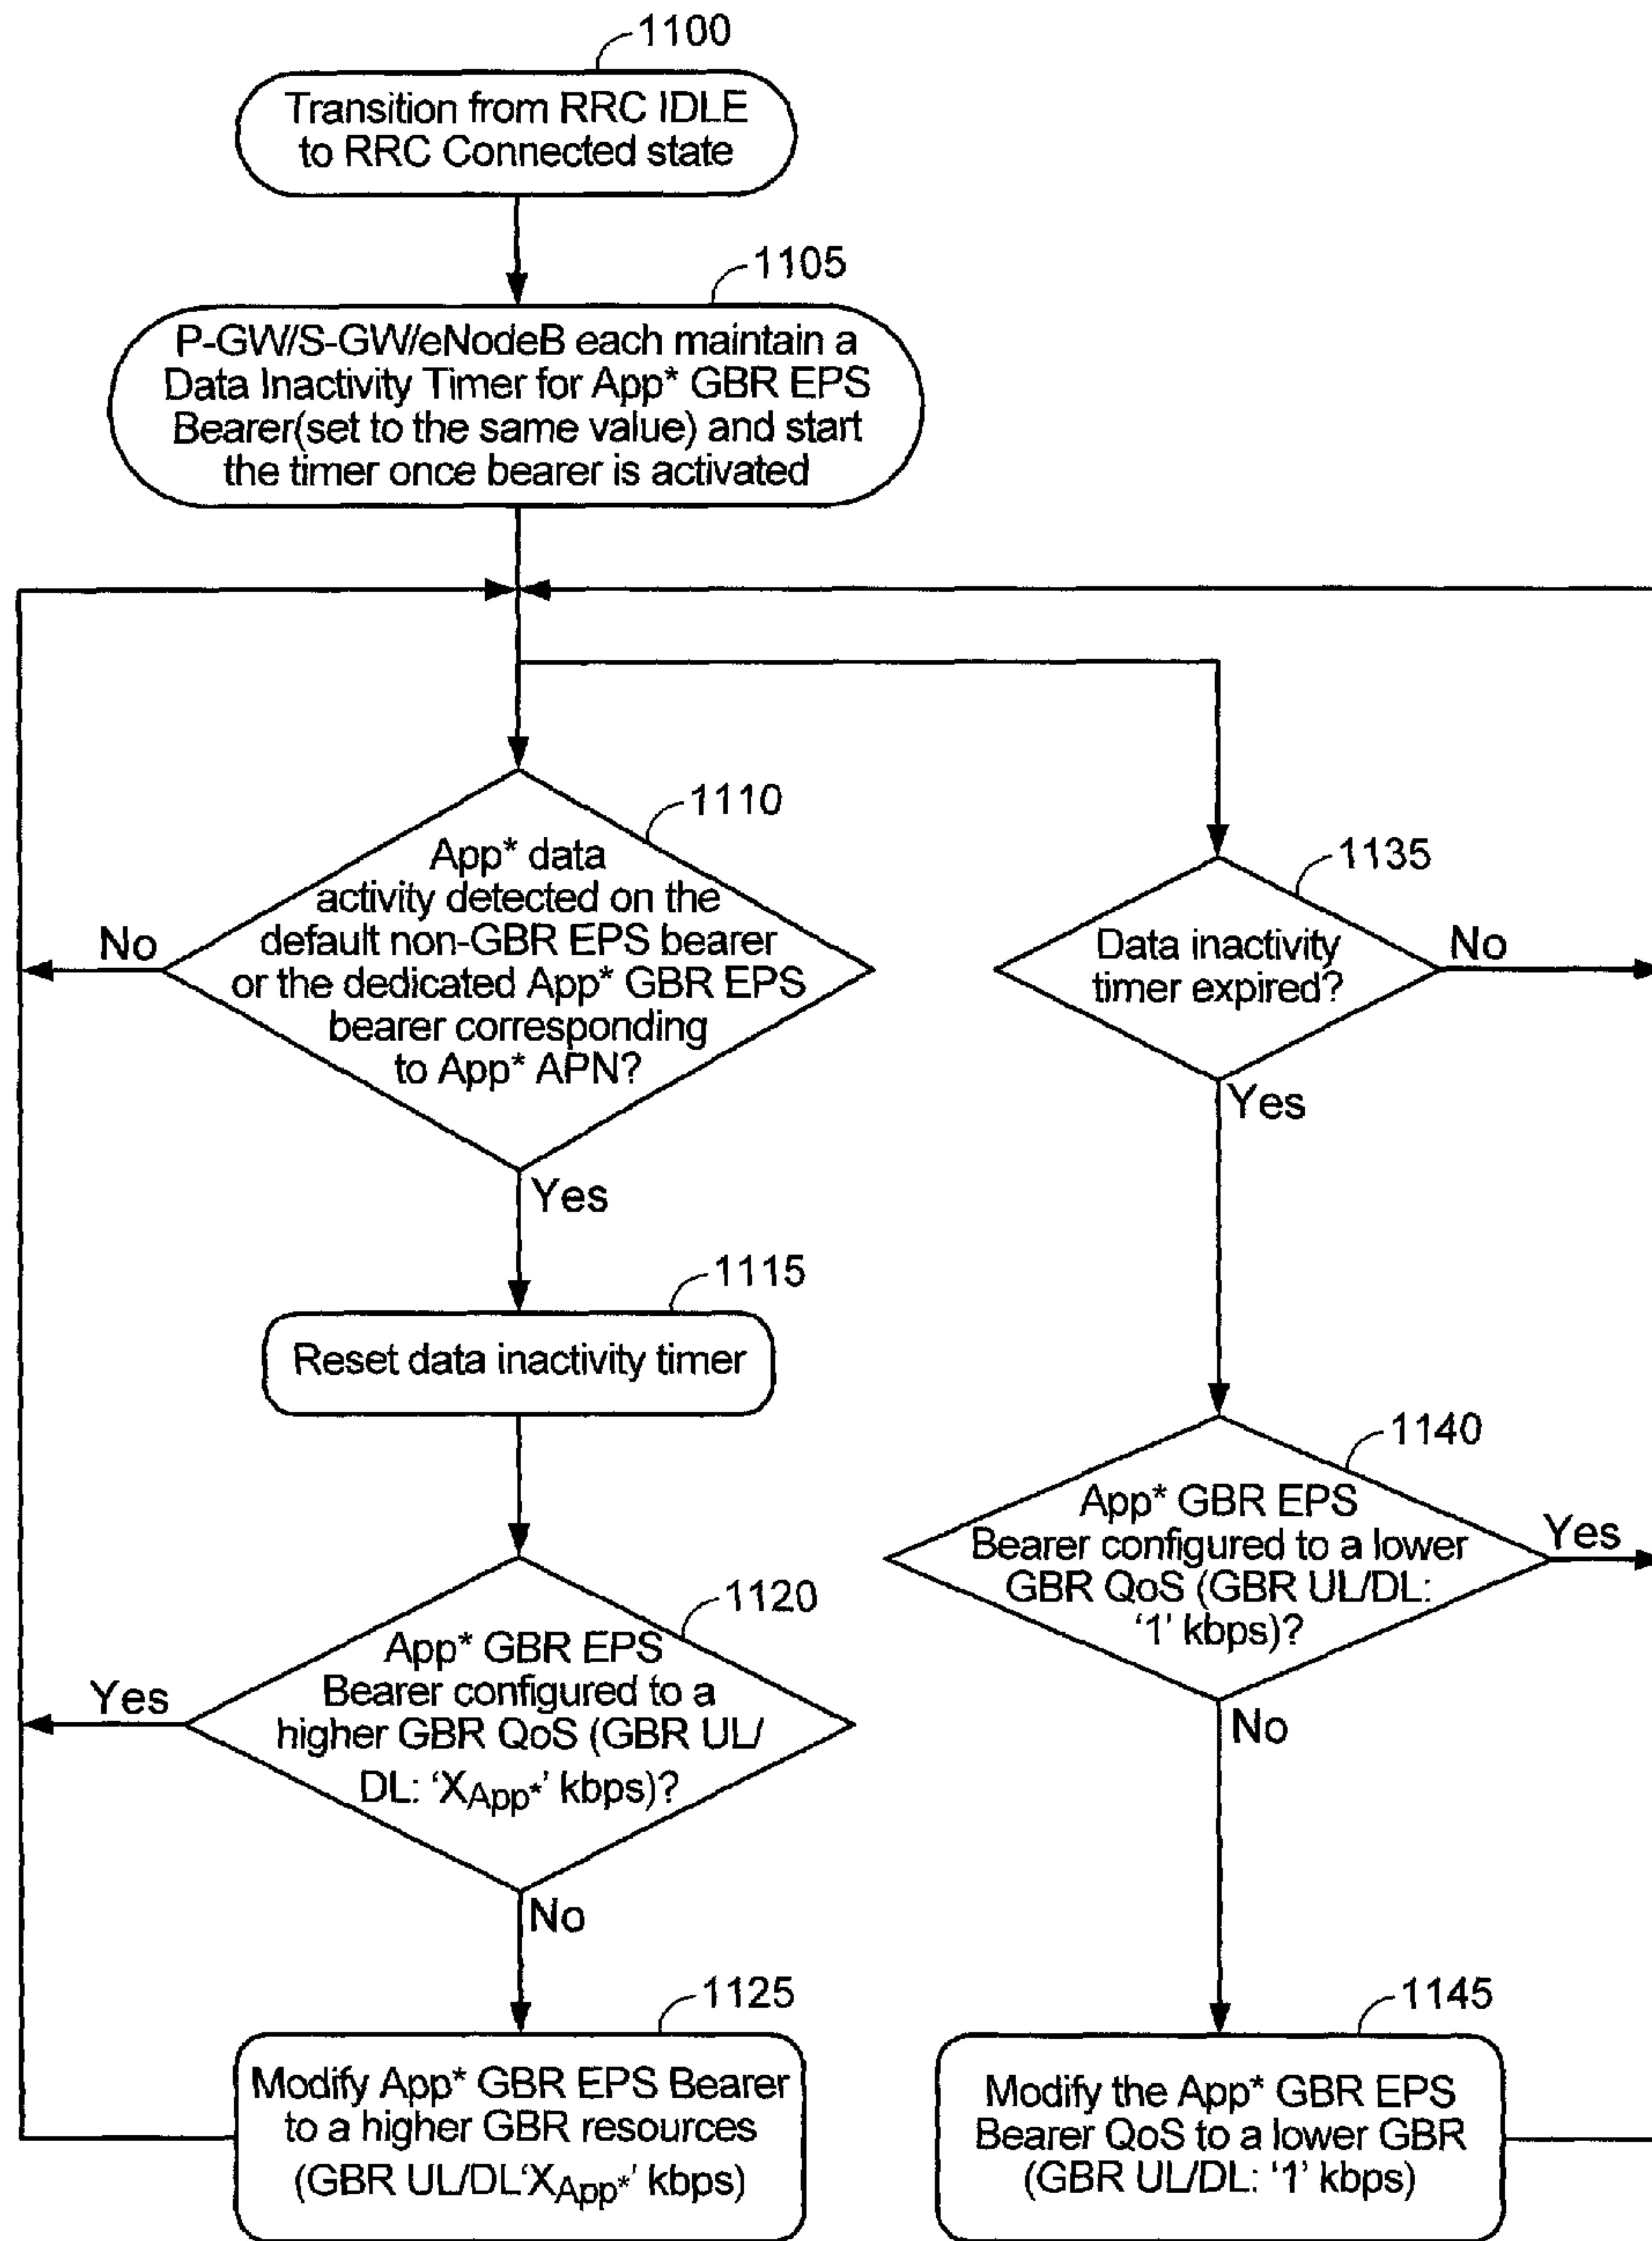 1100
Transition from RRC IDLE
to RRC Connected state
1105
P-GW/S-GW/eNodeB each maintain a
Data Inactivity Timer for App* GBR EPS
Bearer(set to the same value) and start
the timer once bearer is activated
1110
App* data
activity detected on the
default non-GBR EPS bearer
or the dedicated App* GBR EPS
bearer corresponding
to App* APN?
No
Yes
1135
Data inactivity
timer expired?
No
Yes
1115
Reset data inactivity timer
1120
App* GBR EPS
Bearer configured to a
higher GBR QoS (GBR UL/
DL: ‘XApp*’ kbps)?
Yes
No
1140
App* GBR EPS
Bearer configured to a lower
GBR QoS (GBR UL/DL:
‘1’ kbps)?
Yes
No
1125
Modify App* GBR EPS Bearer
to a higher GBR resources
(GBR UL/DL‘XApp*’ kbps)
1145
Modify the App* GBR EPS
Bearer QoS to a lower GBR
(GBR UL/DL: ‘1’ kbps)